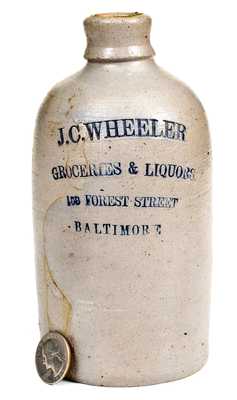 J.C. WHEELER
GROCERIES & LIQUORS
FOREST STREET
BALTIMORE